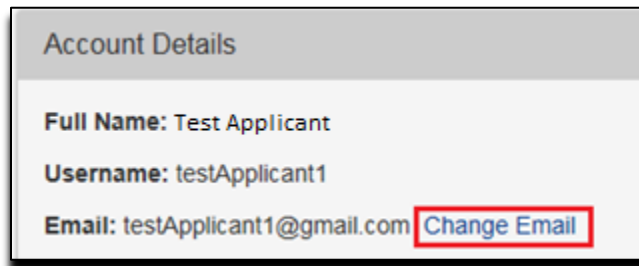 Account Details
Full Name: Test Applicant
Username: testApplicant1
Email: testApplicant1@gmail.com Change Email